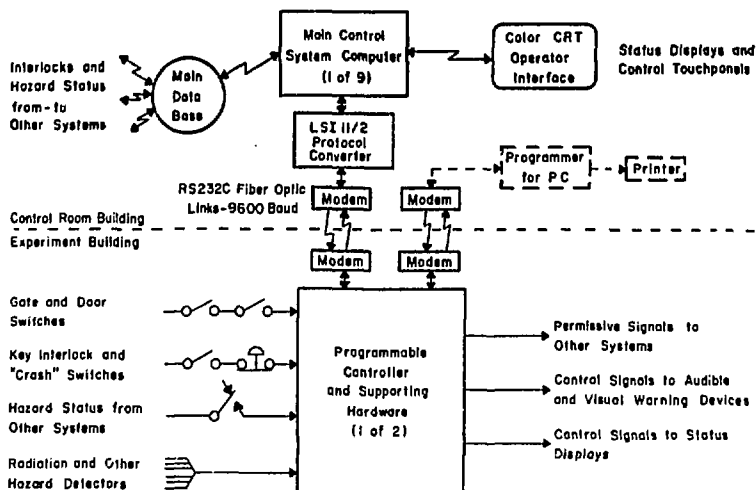 Interlocks and
Hazard Status
from-to
Other Systems
Main
Data
Base
Main Control
System Computer
(1 of 9)
Color CRT
Operator
Interface
Status Displays and
Control Touchpanels
LSI 11/2
Protocol
Converter
Programmer
for PC
Printer
RS232C Fiber Optic
Links-9600 Baud
Modem
Modem
Control Room Building
Experiment Building
Modem
Modem
Gate and Door
Switches
Key Interlock and
"Crash" Switches
Hazard Status from
Other Systems
Radiation and Other
Hazard Detectors
Programmable
Controller
and Supporting
Hardware
(1 of 2)
Permissive Signals to
Other Systems
Control Signals to Audible
and Visual Warning Devices
Control Signals to Status
Displays